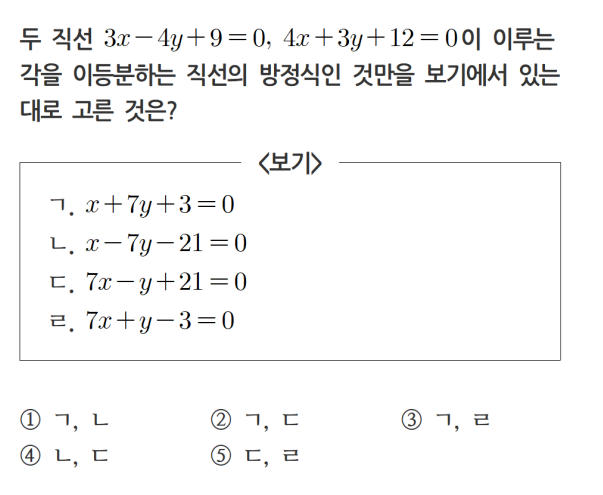 두 직선 3x−4y+9=0, 4x+3y+12=0이 이루는
각을 이등분하는 직선의 방정식인 것만을 보기에서 있는
대로 고른 것은?
<보기>
ㄱ. x+7y+3=0
ㄴ. x−7y−21=0
ㄷ. 7x−y+21=0
ㄹ. 7x+y−3=0
① ㄱ, ㄴ ② ㄱ, ㄷ ③ ㄱ, ㄹ
④ ㄴ, ㄷ ⑤ ㄷ, ㄹ